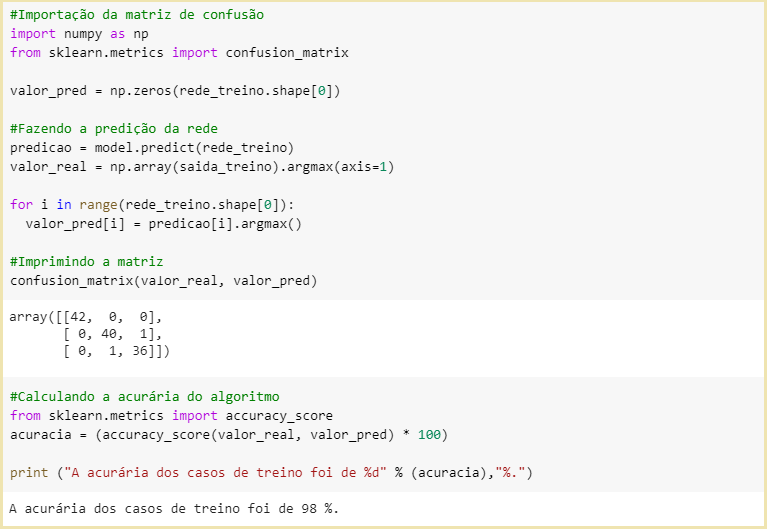 #Importação da matriz de confusão
import numpy as np
from sklearn.metrics import confusion_matrix
valor_pred = np.zeros(rede_treino.shape[0])
#Fazendo a predição da rede
predicao = model.predict(rede_treino)
valor_real = np.array(saida_treino).argmax(axis=1)
for i in range(rede_treino.shape[0]):
  valor_pred[i] = predicao[i].argmax()
#Imprimindo a matriz
confusion_matrix(valor_real, valor_pred)
array([[42,  0,  0],
       [ 0, 40,  1],
       [ 0,  1, 36]])
#Calculando a acurária do algoritmo
from sklearn.metrics import accuracy_score
acuracia = (accuracy_score(valor_real, valor_pred) * 100)
print ("A acurária dos casos de treino foi de %d" % (acuracia),"%.")
A acurária dos casos de treino foi de 98 %.